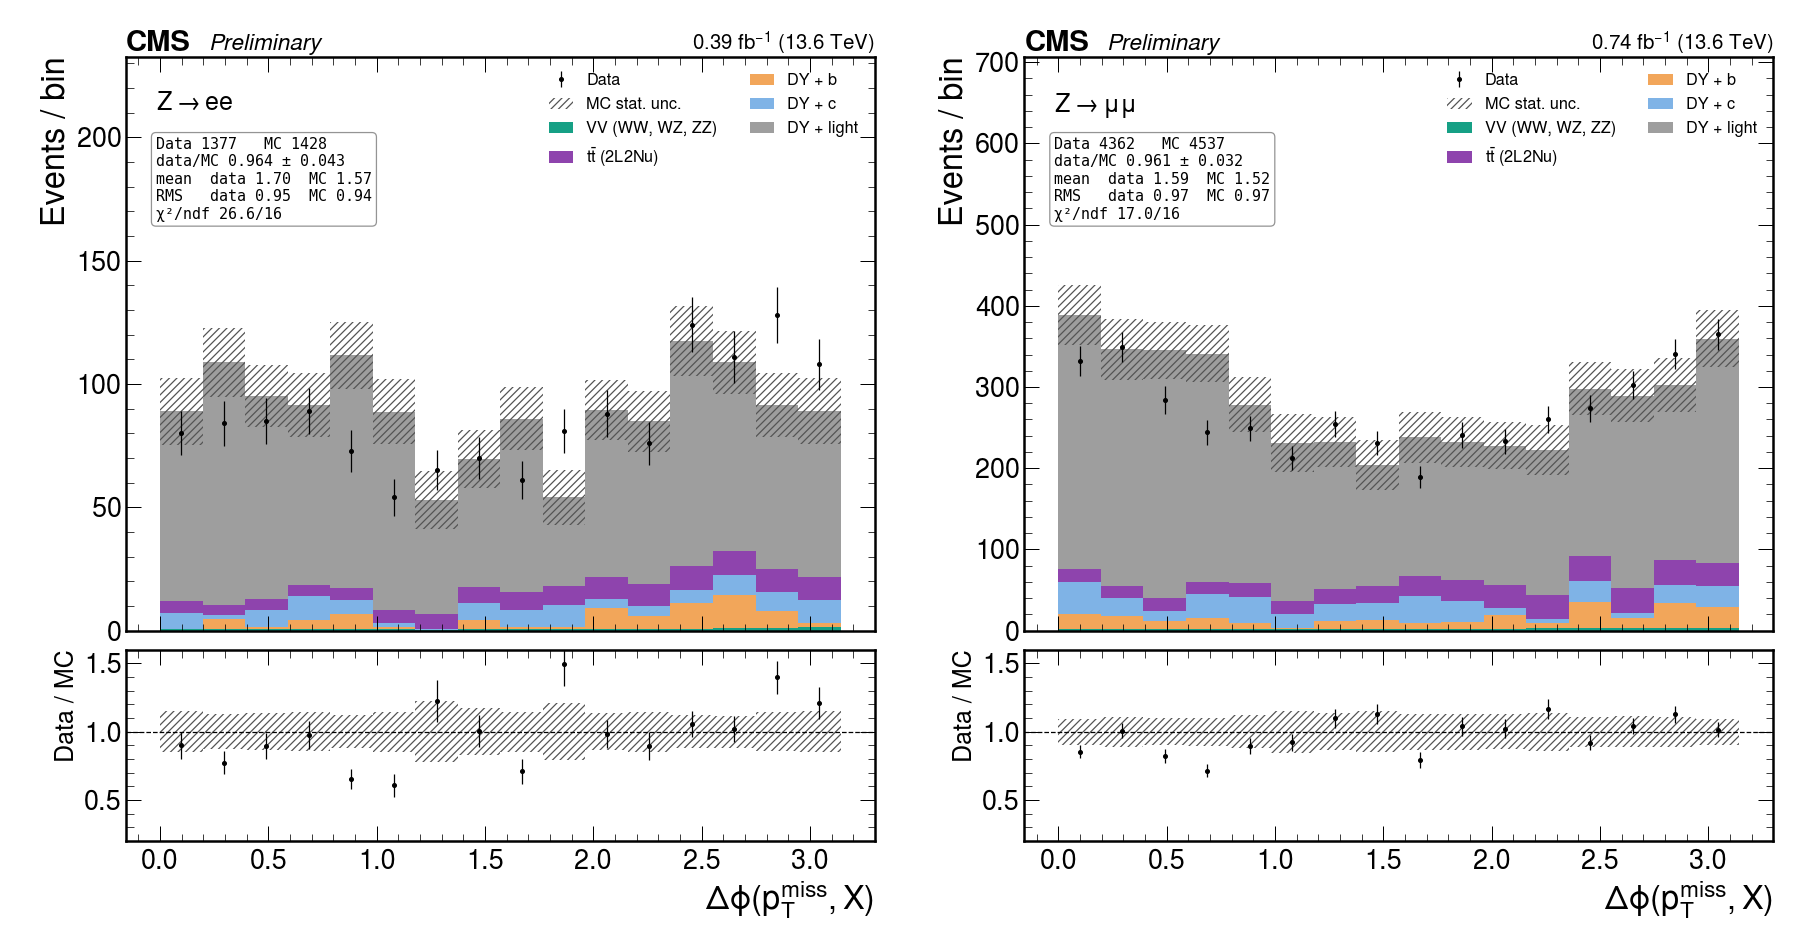 CMS Preliminary 0.39 fb⁻¹ (13.6 TeV)
Events / bin
Z → ee
Data 1377 MC 1428
data/MC 0.964 ± 0.043
mean data 1.70 MC 1.57
RMS data 0.95 MC 0.94
χ²/ndf 26.6/16
Data
MC stat. unc.
VV (WW, WZ, ZZ)
tt̄ (2L2Nu)
DY + b
DY + c
DY + light
200
150
100
50
0
Data / MC
1.5
1.0
0.5
0.0 0.5 1.0 1.5 2.0 2.5 3.0
Δϕ(p_T^miss, X)
CMS Preliminary 0.74 fb⁻¹ (13.6 TeV)
Events / bin
Z → μμ
Data 4362 MC 4537
data/MC 0.961 ± 0.032
mean data 1.59 MC 1.52
RMS data 0.97 MC 0.97
χ²/ndf 17.0/16
Data
MC stat. unc.
VV (WW, WZ, ZZ)
tt̄ (2L2Nu)
DY + b
DY + c
DY + light
700
600
500
400
300
200
100
0
Data / MC
1.5
1.0
0.5
0.0 0.5 1.0 1.5 2.0 2.5 3.0
Δϕ(p_T^miss, X)